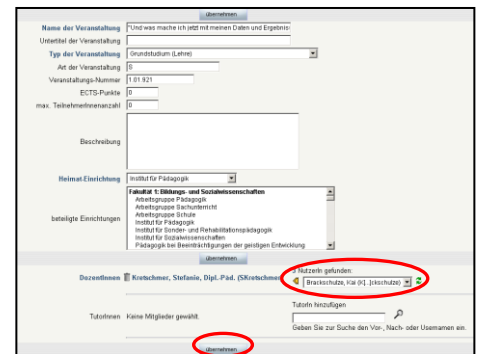 übernehmen
Name der Veranstaltung "Und was mache ich jetzt mit meinen Daten und Ergebnis
Untertitel der Veranstaltung
Typ der Veranstaltung Grundstudium (Lehre)
Art der Veranstaltung 0
Veranstaltungs-Nummer 1.01.921
ECTS-Punkte 0
max. TeilnehmerInnenanzahl 0
Beschreibung
Heimat-Einrichtung Institut für Pädagogik
Fakultät 1: Bildungs- und Sozialwissenschaften
Arbeitsgruppe Pädagogik
Arbeitsgruppe Sachunterricht
Arbeitsgruppe Schule
Institut für Pädagogik
beteiligte Einrichtungen Institut für Sonder- und Rehabilitationspädagogik
Institut für Sozialwissenschaften
Pädagogik bei Beeinträchtigungen der geistigen Entwicklung
übernehmen
3 NutzerIn gefunden:
DozentInnen Kretschmer, Stefanie, Dipl.-Päd. (SKretschmer Brackschulze, Kai (K[...]ckschulze)
TutorIn hinzufügen
TutorInnen Keine Mitglieder gewählt.
Geben Sie zur Suche den Vor-, Nach- oder Usernamen ein.
übernehmen